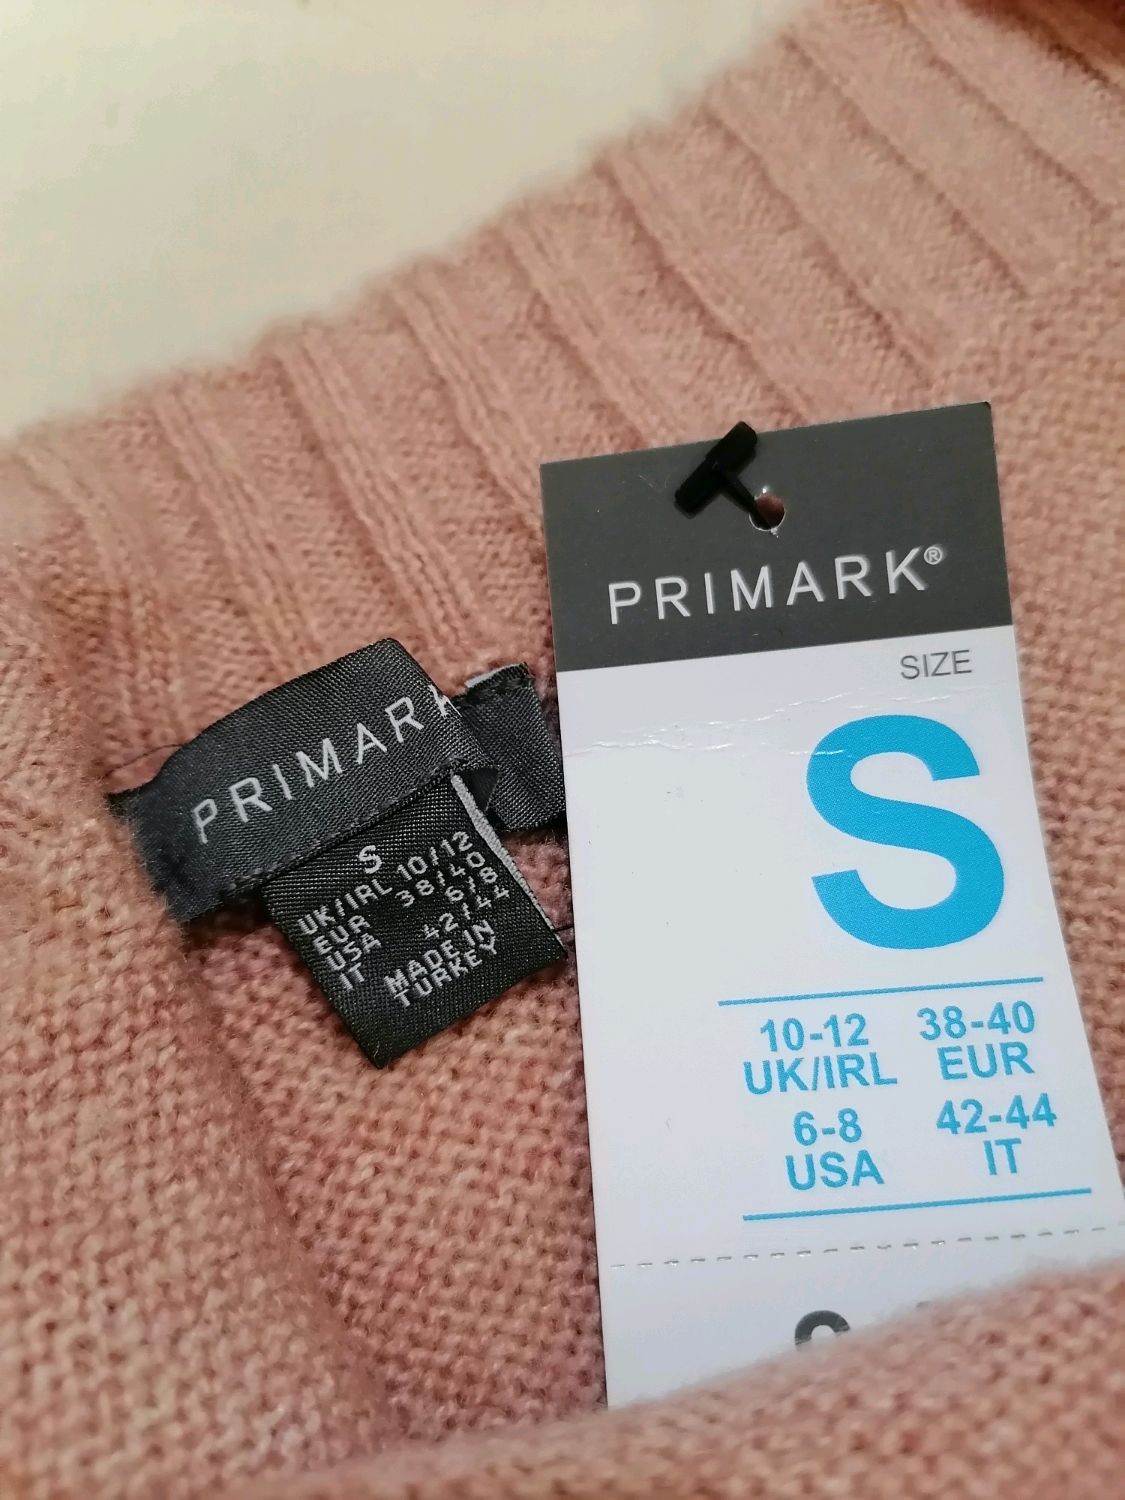 PRIMARK
S
UK/IRL 10/12
EUR 38/40
USA 6/8
IT 42/44
MADE IN
TURKEY
PRIMARK®
SIZE
S
10-12 38-40
UK/IRL EUR
6-8 42-44
USA IT